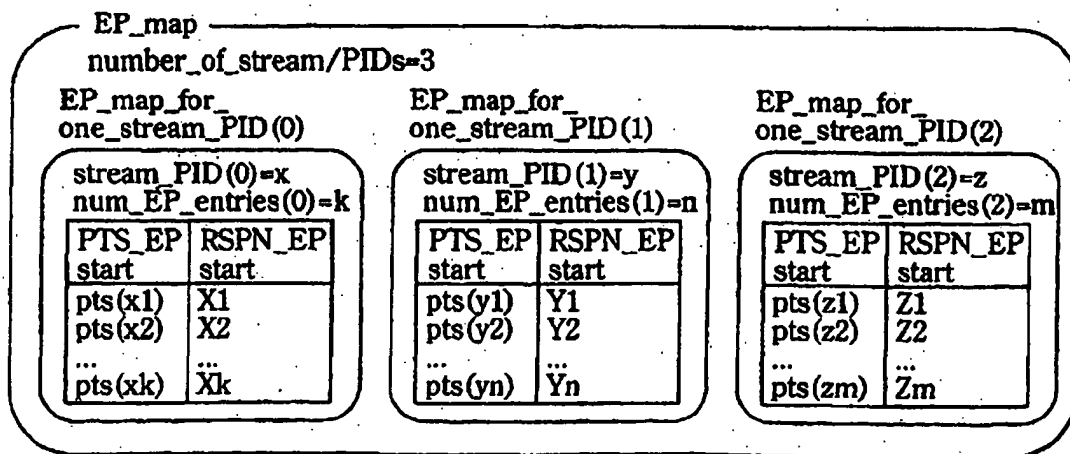 EP_map
number_of_stream/PIDs=3
EP_map_for_
one_stream_PID(0)
stream_PID(0)=x
num_EP_entries(0)=k
PTS_EP RSPN_EP
start start
pts(x1) X1
pts(x2) X2
... ...
pts(xk) Xk
EP_map_for_
one_stream_PID(1)
stream_PID(1)=y
num_EP_entries(1)=n
PTS_EP RSPN_EP
start start
pts(y1) Y1
pts(y2) Y2
... ...
pts(yn) Yn
EP_map_for_
one_stream_PID(2)
stream_PID(2)=z
num_EP_entries(2)=m
PTS_EP RSPN_EP
start start
pts(z1) Z1
pts(z2) Z2
... ...
pts(zm) Zm